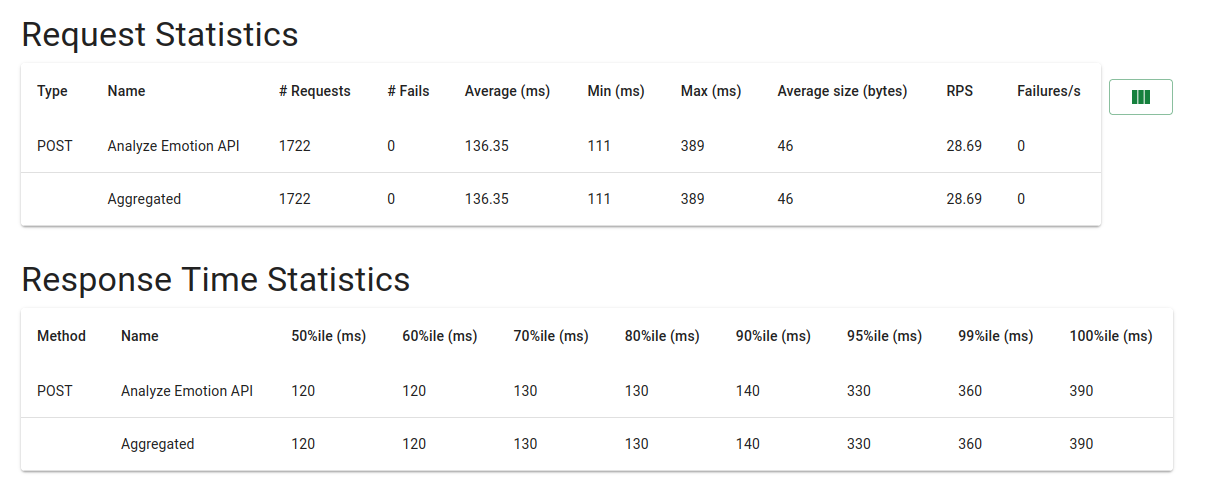 Request Statistics
Type Name # Requests # Fails Average (ms) Min (ms) Max (ms) Average size (bytes) RPS Failures/s
POST Analyze Emotion API 1722 0 136.35 111 389 46 28.69 0
Aggregated 1722 0 136.35 111 389 46 28.69 0
Response Time Statistics
Method Name 50%ile (ms) 60%ile (ms) 70%ile (ms) 80%ile (ms) 90%ile (ms) 95%ile (ms) 99%ile (ms) 100%ile (ms)
POST Analyze Emotion API 120 120 130 130 140 330 360 390
Aggregated 120 120 130 130 140 330 360 390